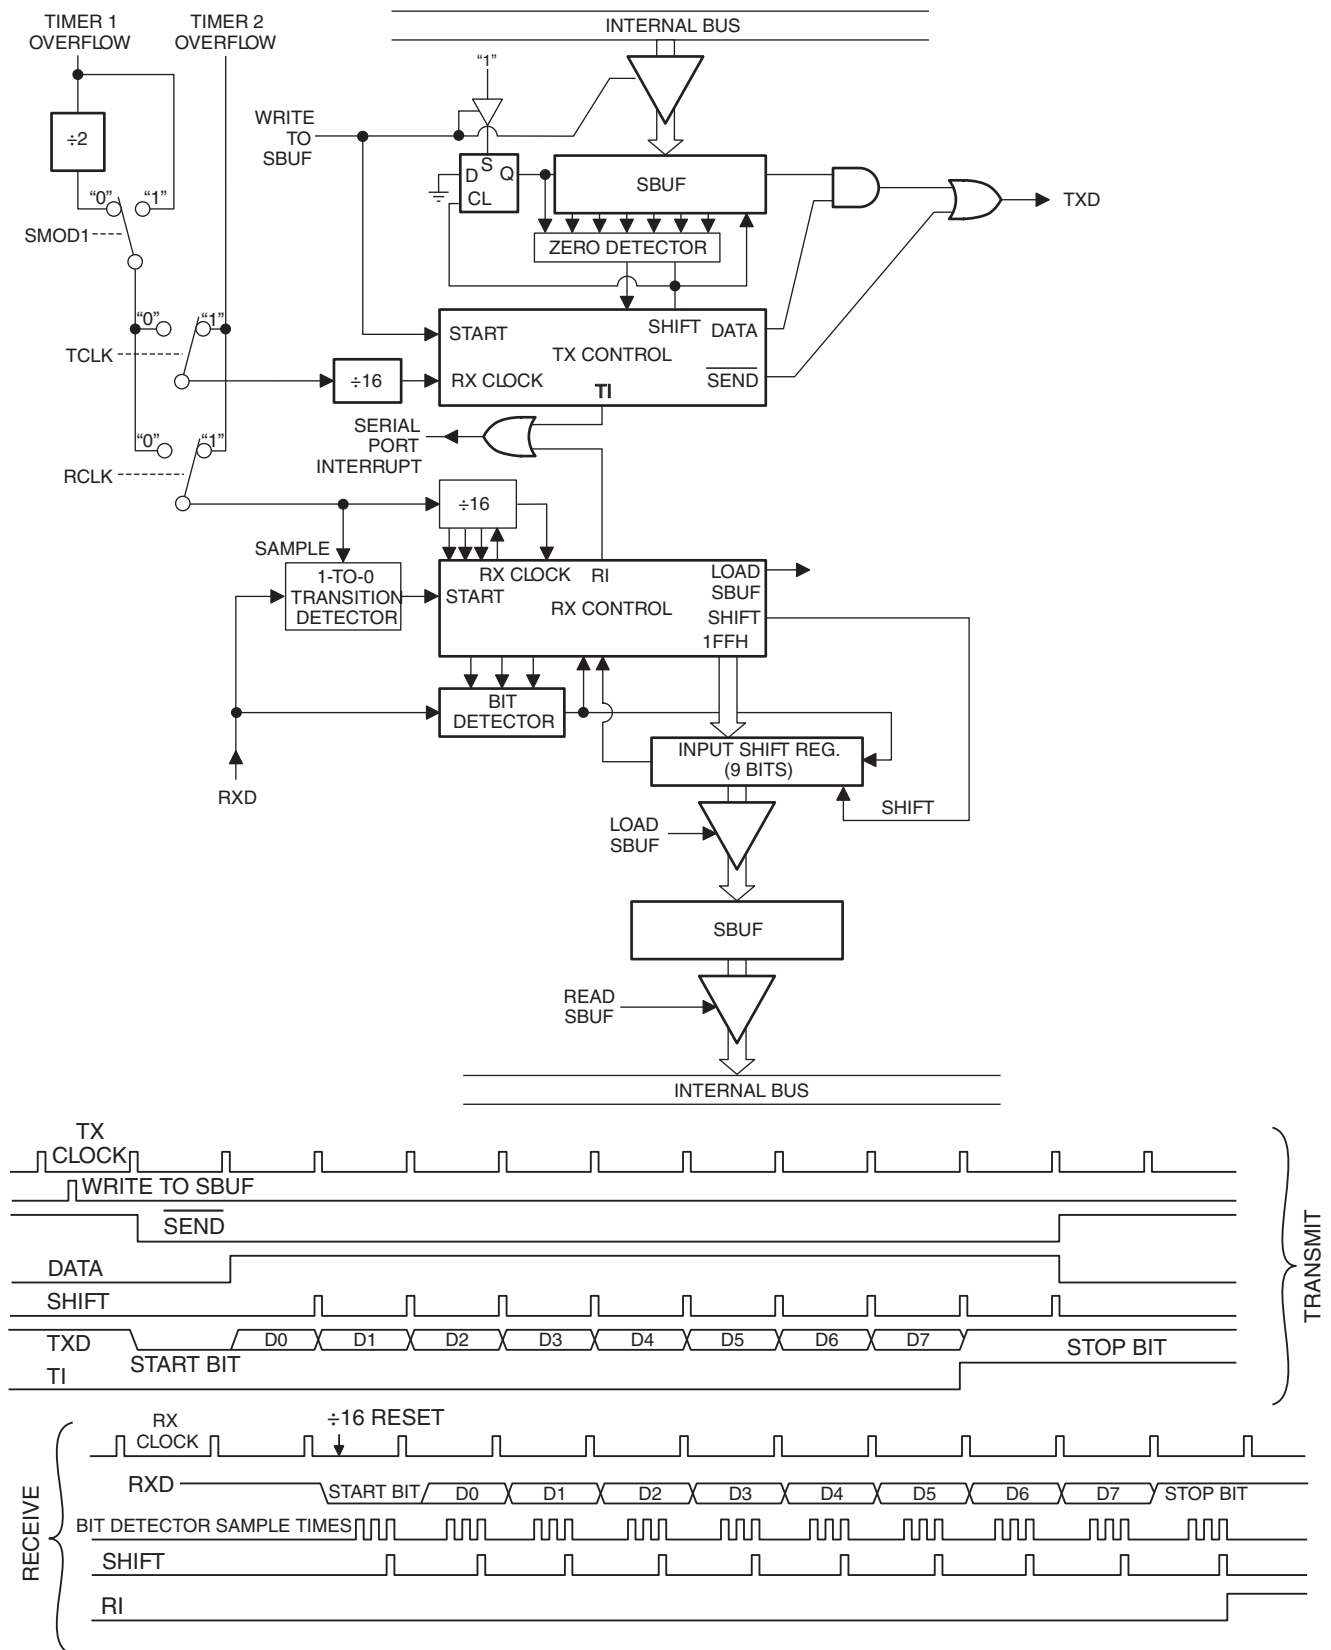 TIMER 1
OVERFLOW
TIMER 2
OVERFLOW
INTERNAL BUS
“1”
WRITE
TO
SBUF
÷2
S
D Q
CL
SBUF
TXD
“0” “1”
SMOD1
ZERO DETECTOR
“0” “1”
TCLK
START
SHIFT
DATA
TX CONTROL
÷16
RX CLOCK
SEND
TI
“0” “1”
RCLK
SERIAL
PORT
INTERRUPT
÷16
SAMPLE
1-TO-0
TRANSITION
DETECTOR
RX CLOCK
RI
START
RX CONTROL
LOAD
SBUF
SHIFT
1FFH
BIT
DETECTOR
RXD
INPUT SHIFT REG.
(9 BITS)
SHIFT
LOAD
SBUF
SBUF
READ
SBUF
INTERNAL BUS
TX
CLOCK
WRITE TO SBUF
SEND
DATA
SHIFT
TXD
START BIT
D0 D1 D2 D3 D4 D5 D6 D7
STOP BIT
TI
TRANSMIT
RX
CLOCK
÷16 RESET
RXD
START BIT
D0 D1 D2 D3 D4 D5 D6 D7
STOP BIT
BIT DETECTOR SAMPLE TIMES
SHIFT
RI
RECEIVE